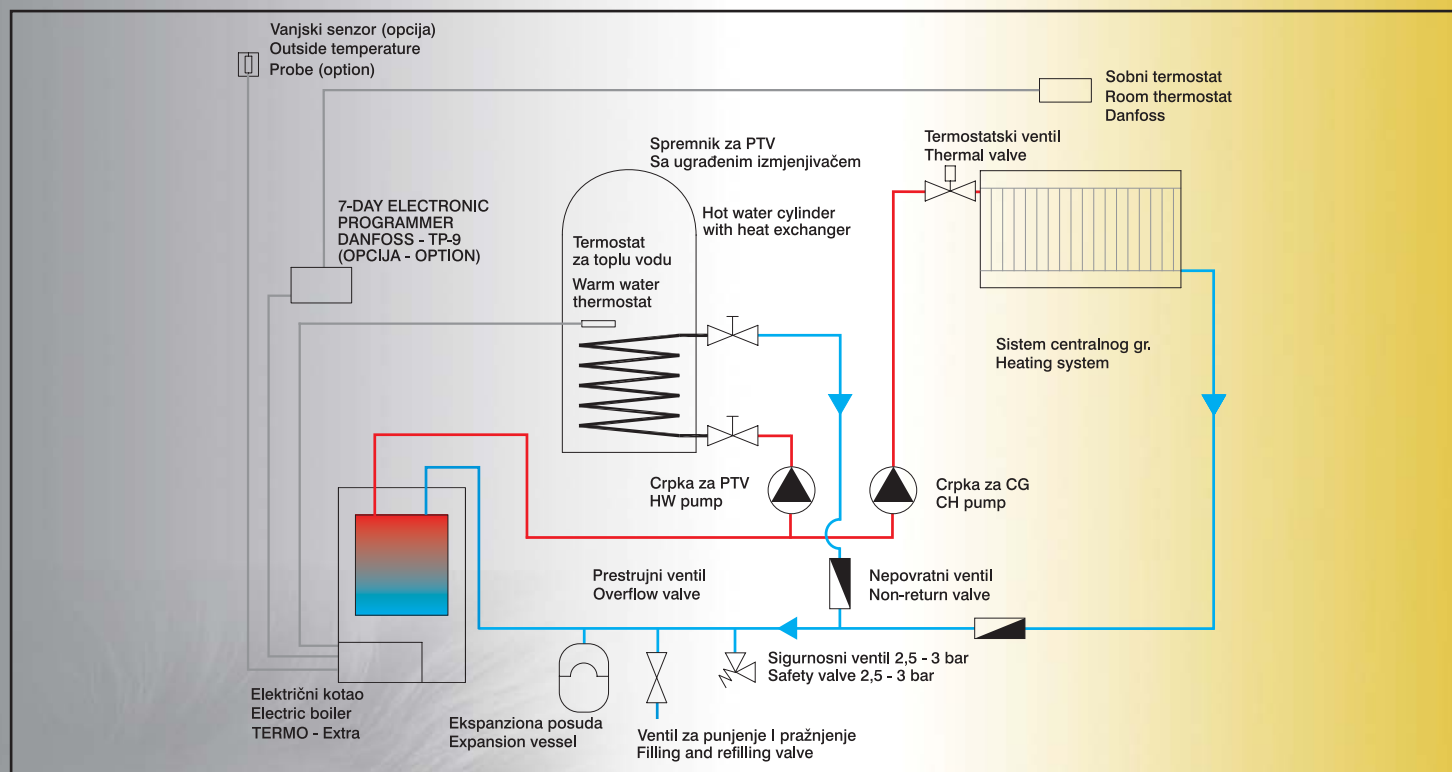 Vanjski senzor (opcija)
Outside temperature
Probe (option)
Sobni termostat
Room thermostat
Danfoss
Termostatski ventil
Thermal valve
Spremnik za PTV
Sa ugrađenim izmjenjivačem
7-DAY ELECTRONIC
PROGRAMMER
DANFOSS - TP-9
(OPCIJA - OPTION)
Hot water cylinder
with heat exchanger
Termostat
za toplu vodu
Warm water
thermostat
Sistem centralnog gr.
Heating system
Crpka za PTV
HW pump
Crpka za CG
CH pump
Prestrujni ventil
Overflow valve
Nepovratni ventil
Non-return valve
Sigurnosni ventil 2,5 - 3 bar
Safety valve 2,5 - 3 bar
Električni kotao
Electric boiler
TERMO - Extra
Ekspanziona posuda
Expansion vessel
Ventil za punjenje I pražnjenje
Filling and refilling valve